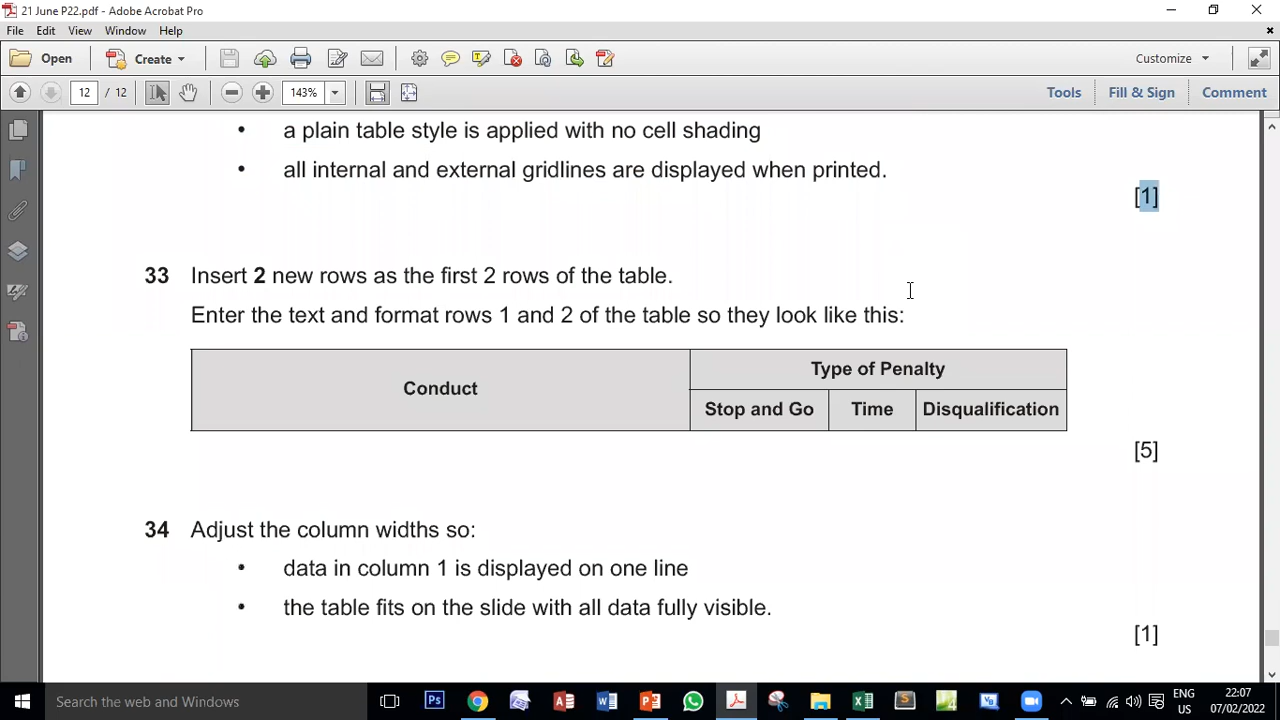 21 June P22.pdf - Adobe Acrobat Pro
File Edit View Window Help
Open Create Customize
12 / 12 143% Tools Fill & Sign Comment
• a plain table style is applied with no cell shading
• all internal and external gridlines are displayed when printed.
[1]
33 Insert 2 new rows as the first 2 rows of the table.
Enter the text and format rows 1 and 2 of the table so they look like this:
Type of Penalty
Conduct
Stop and Go Time Disqualification
[5]
34 Adjust the column widths so:
• data in column 1 is displayed on one line
• the table fits on the slide with all data fully visible.
[1]
Search the web and Windows
ENG 22:07
US 07/02/2022